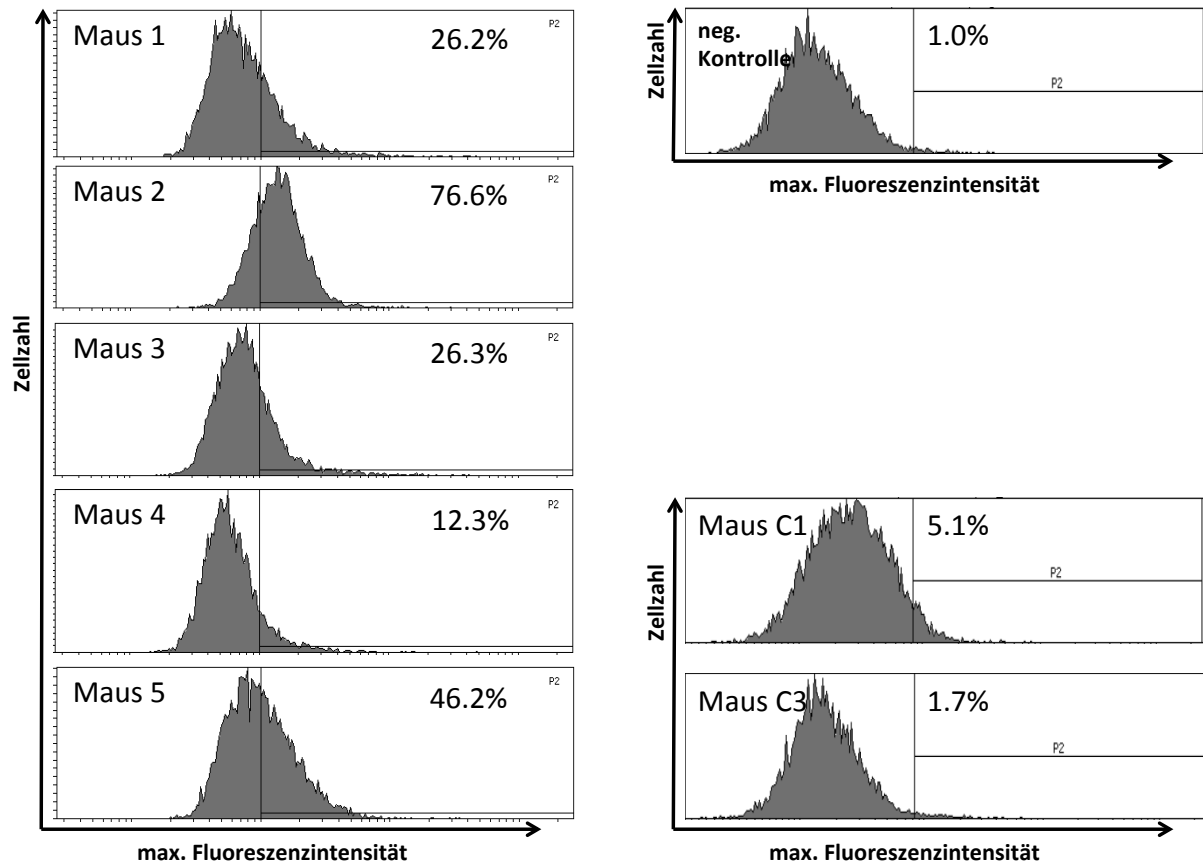 Maus 1
26.2%
P2
Maus 2
76.6%
P2
Maus 3
26.3%
P2
Maus 4
12.3%
P2
Maus 5
46.2%
P2
Zellzahl
max. Fluoreszenzintensität
neg.
Kontrolle
1.0%
P2
Zellzahl
max. Fluoreszenzintensität
Maus C1
5.1%
P2
Maus C3
1.7%
P2
Zellzahl
max. Fluoreszenzintensität